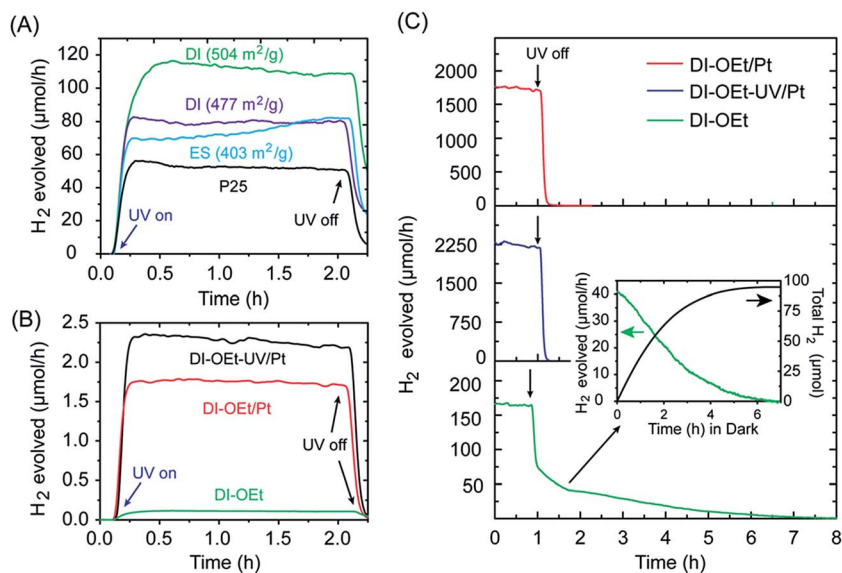 (A)
H2 evolved (µmol/h)
120
100
80
60
40
20
0
DI (504 m2/g)
DI (477 m2/g)
ES (403 m2/g)
P25
UV on
UV off
0.0 0.5 1.0 1.5 2.0
Time (h)
(B)
H2 evolved (µmol/h)
2.5
2.0
1.5
1.0
0.5
0.0
DI-OEt-UV/Pt
DI-OEt/Pt
DI-OEt
UV on
UV off
0.0 0.5 1.0 1.5 2.0
Time (h)
(C)
H2 evolved (µmol/h)
UV off
DI-OEt/Pt
DI-OEt-UV/Pt
DI-OEt
2000
1500
1000
500
0
2250
1500
750
0
200
150
100
50
0 1 2 3 4 5 6 7 8
Time (h)
H2 evolved (µmol/h)
40
30
20
10
0
100
50
0
Total H2 (µmol)
0 2 4 6
Time (h) in Dark